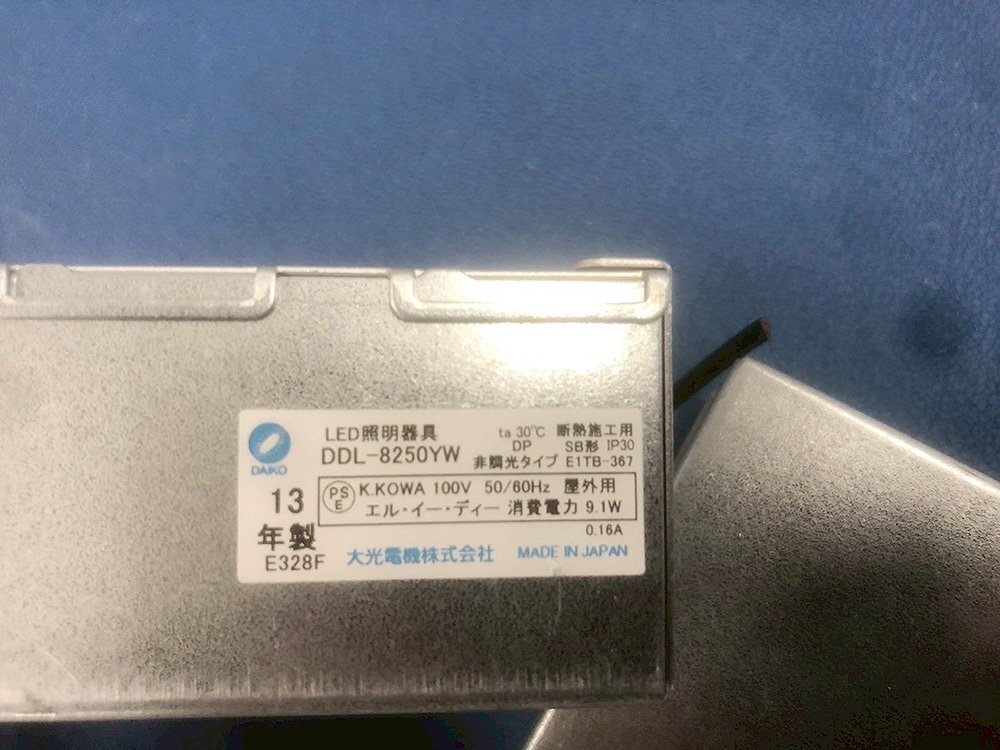 DAIKO
LED照明器具
DDL-8250YW
ta 30℃ 断熱施工用
DP SB形 IP30
非調光タイプ E1TB-367
13
年製
E328F
PS
E
K.KOWA 100V 50/60Hz 屋外用
エル・イー・ディー 消費電力 9.1W
0.16A
大光電機株式会社 MADE IN JAPAN